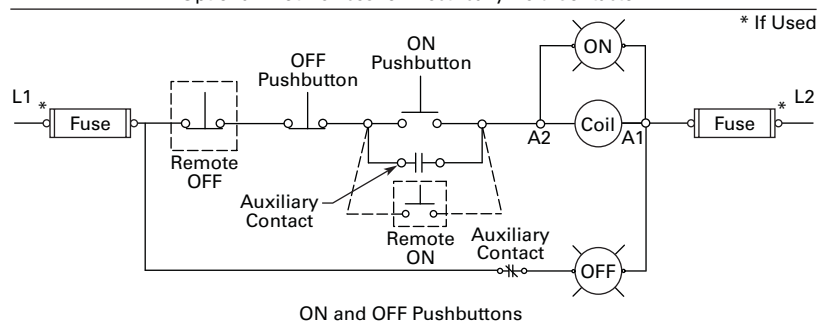 * If Used
ON
ON
Pushbutton
OFF
Pushbutton
L1
*
Fuse
Remote
OFF
A2
Coil
A1
Fuse
*
L2
Auxiliary
Contact
Remote
ON
Auxiliary
Contact
OFF
ON and OFF Pushbuttons